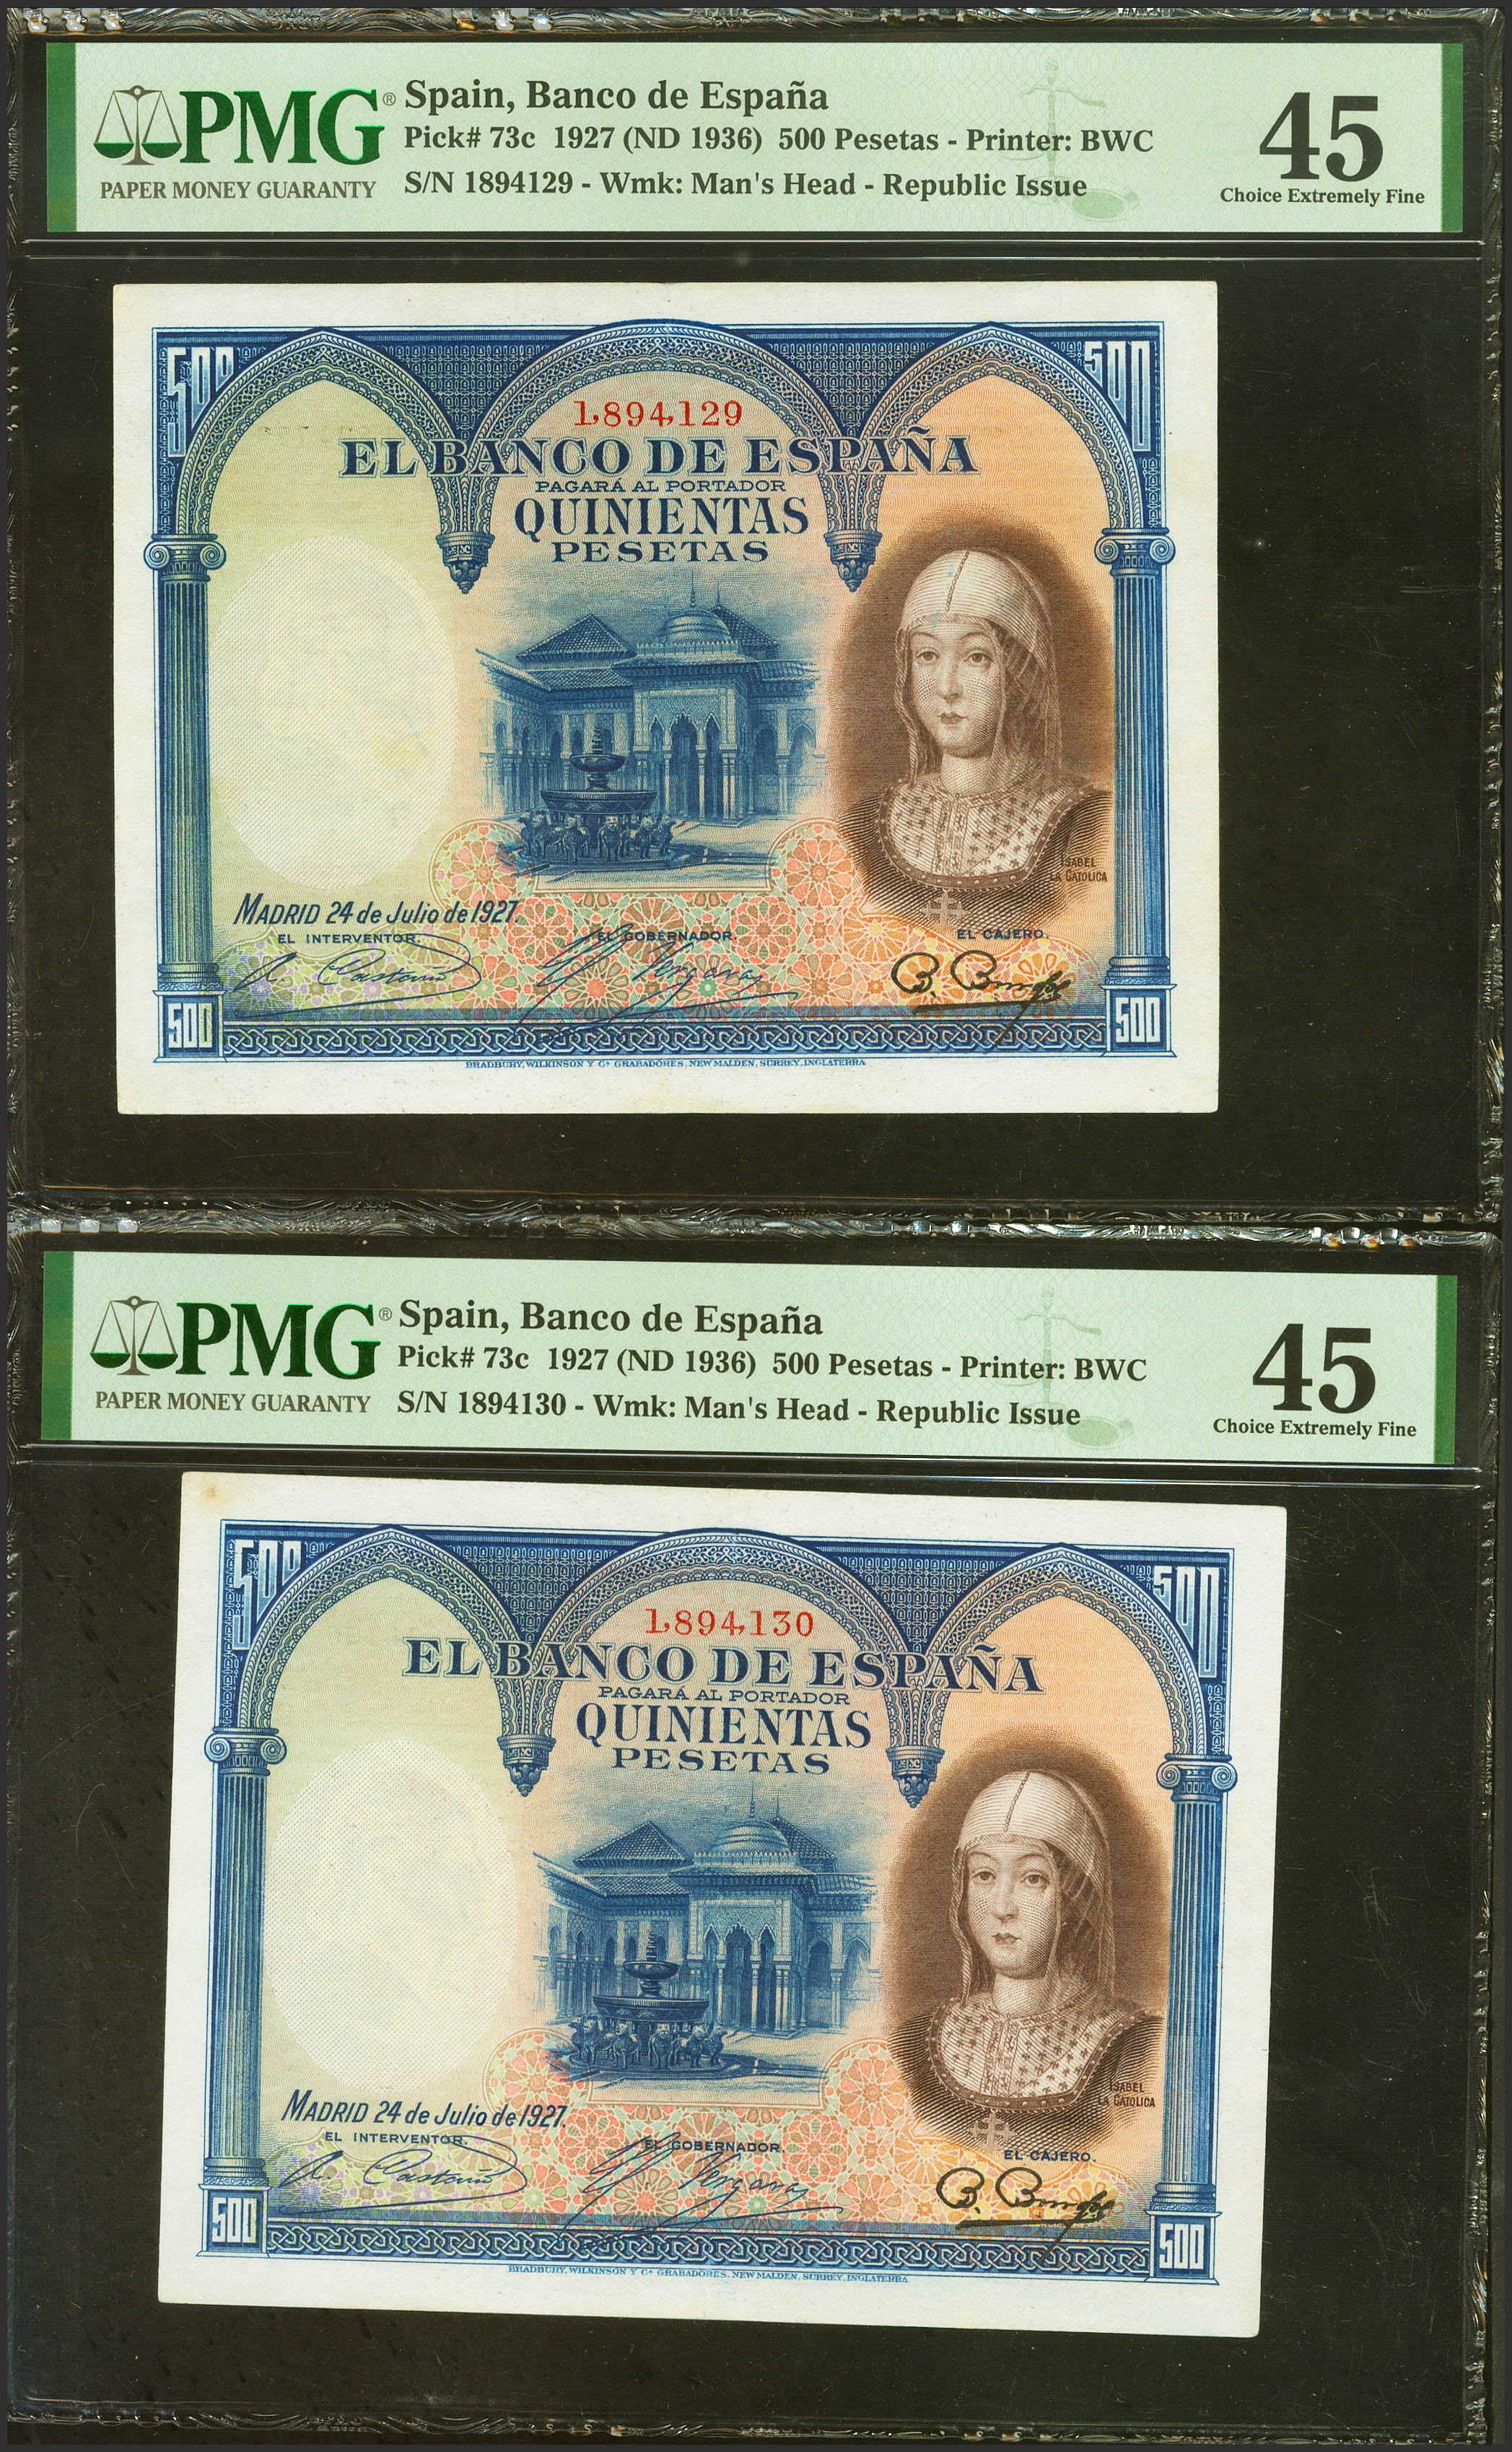 PMG®
PAPER MONEY GUARANTY
Spain, Banco de España
Pick# 73c 1927 (ND 1936) 500 Pesetas - Printer: BWC
S/N 1894129 - Wmk: Man's Head - Republic Issue
45
Choice Extremely Fine
500
500
1,894,129
EL BANCO DE ESPAÑA
PAGARÁ AL PORTADOR
QUINIENTAS
PESETAS
ISABEL
LA CATOLICA
MADRID 24 de Julio de 1927.
EL INTERVENTOR.
EL GOBERNADOR
EL CAJERO.
500
500
BRADBURY, WILKINSON Y Cª GRABADORES, NEW MALDEN, SURREY, INGLATERRA
PMG®
PAPER MONEY GUARANTY
Spain, Banco de España
Pick# 73c 1927 (ND 1936) 500 Pesetas - Printer: BWC
S/N 1894130 - Wmk: Man's Head - Republic Issue
45
Choice Extremely Fine
500
500
1,894,130
EL BANCO DE ESPAÑA
PAGARÁ AL PORTADOR
QUINIENTAS
PESETAS
ISABEL
LA CATOLICA
MADRID 24 de Julio de 1927.
EL INTERVENTOR.
EL GOBERNADOR.
EL CAJERO.
500
500
BRADBURY, WILKINSON Y Cª GRABADORES, NEW MALDEN, SURREY, INGLATERRA